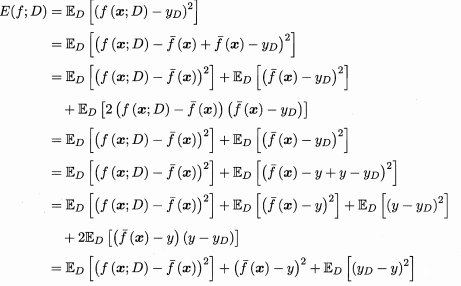 E(f;D) = 𝔼_D [(f(𝒙;D) − y_D)²]
= 𝔼_D [(f(𝒙;D) − f̄(𝒙) + f̄(𝒙) − y_D)²]
= 𝔼_D [(f(𝒙;D) − f̄(𝒙))²] + 𝔼_D [(f̄(𝒙) − y_D)²]
+ 𝔼_D [2(f(𝒙;D) − f̄(𝒙))(f̄(𝒙) − y_D)]
= 𝔼_D [(f(𝒙;D) − f̄(𝒙))²] + 𝔼_D [(f̄(𝒙) − y_D)²]
= 𝔼_D [(f(𝒙;D) − f̄(𝒙))²] + 𝔼_D [(f̄(𝒙) − y + y − y_D)²]
= 𝔼_D [(f(𝒙;D) − f̄(𝒙))²] + 𝔼_D [(f̄(𝒙) − y)²] + 𝔼_D [(y − y_D)²]
+ 2𝔼_D [(f̄(𝒙) − y)(y − y_D)]
= 𝔼_D [(f(𝒙;D) − f̄(𝒙))²] + (f̄(𝒙) − y)² + 𝔼_D [(y_D − y)²]